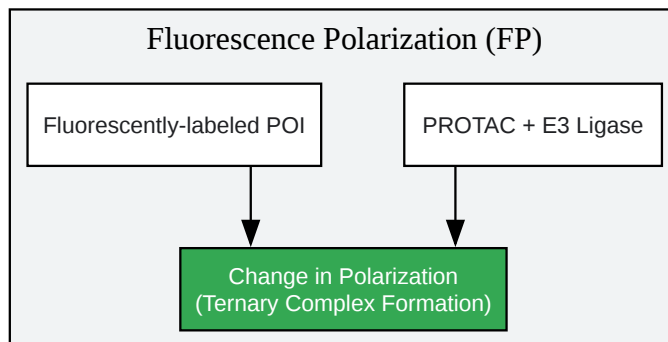 Fluorescence Polarization (FP)
Fluorescently-labeled POI
PROTAC + E3 Ligase
Change in Polarization
(Ternary Complex Formation)